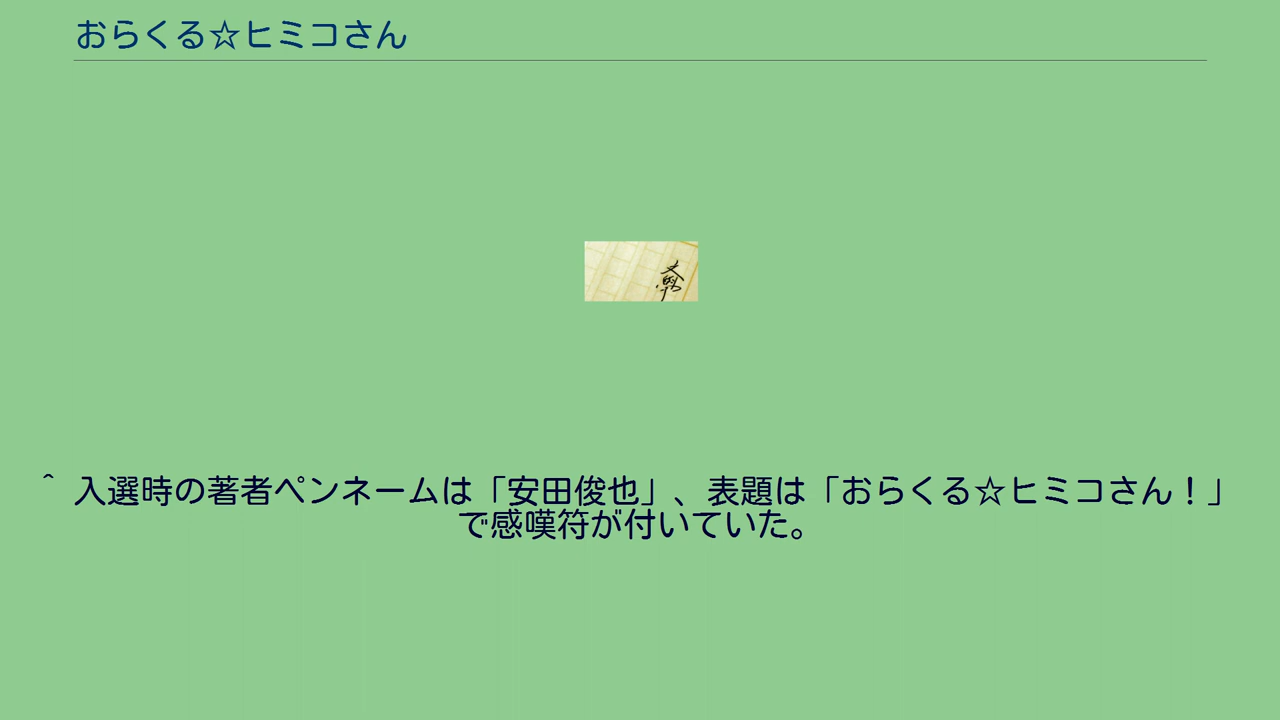 おらくる☆ヒミコさん
^ 入選時の著者ペンネームは「安田俊也」、表題は「おらくる☆ヒミコさん！」
で感嘆符が付いていた。